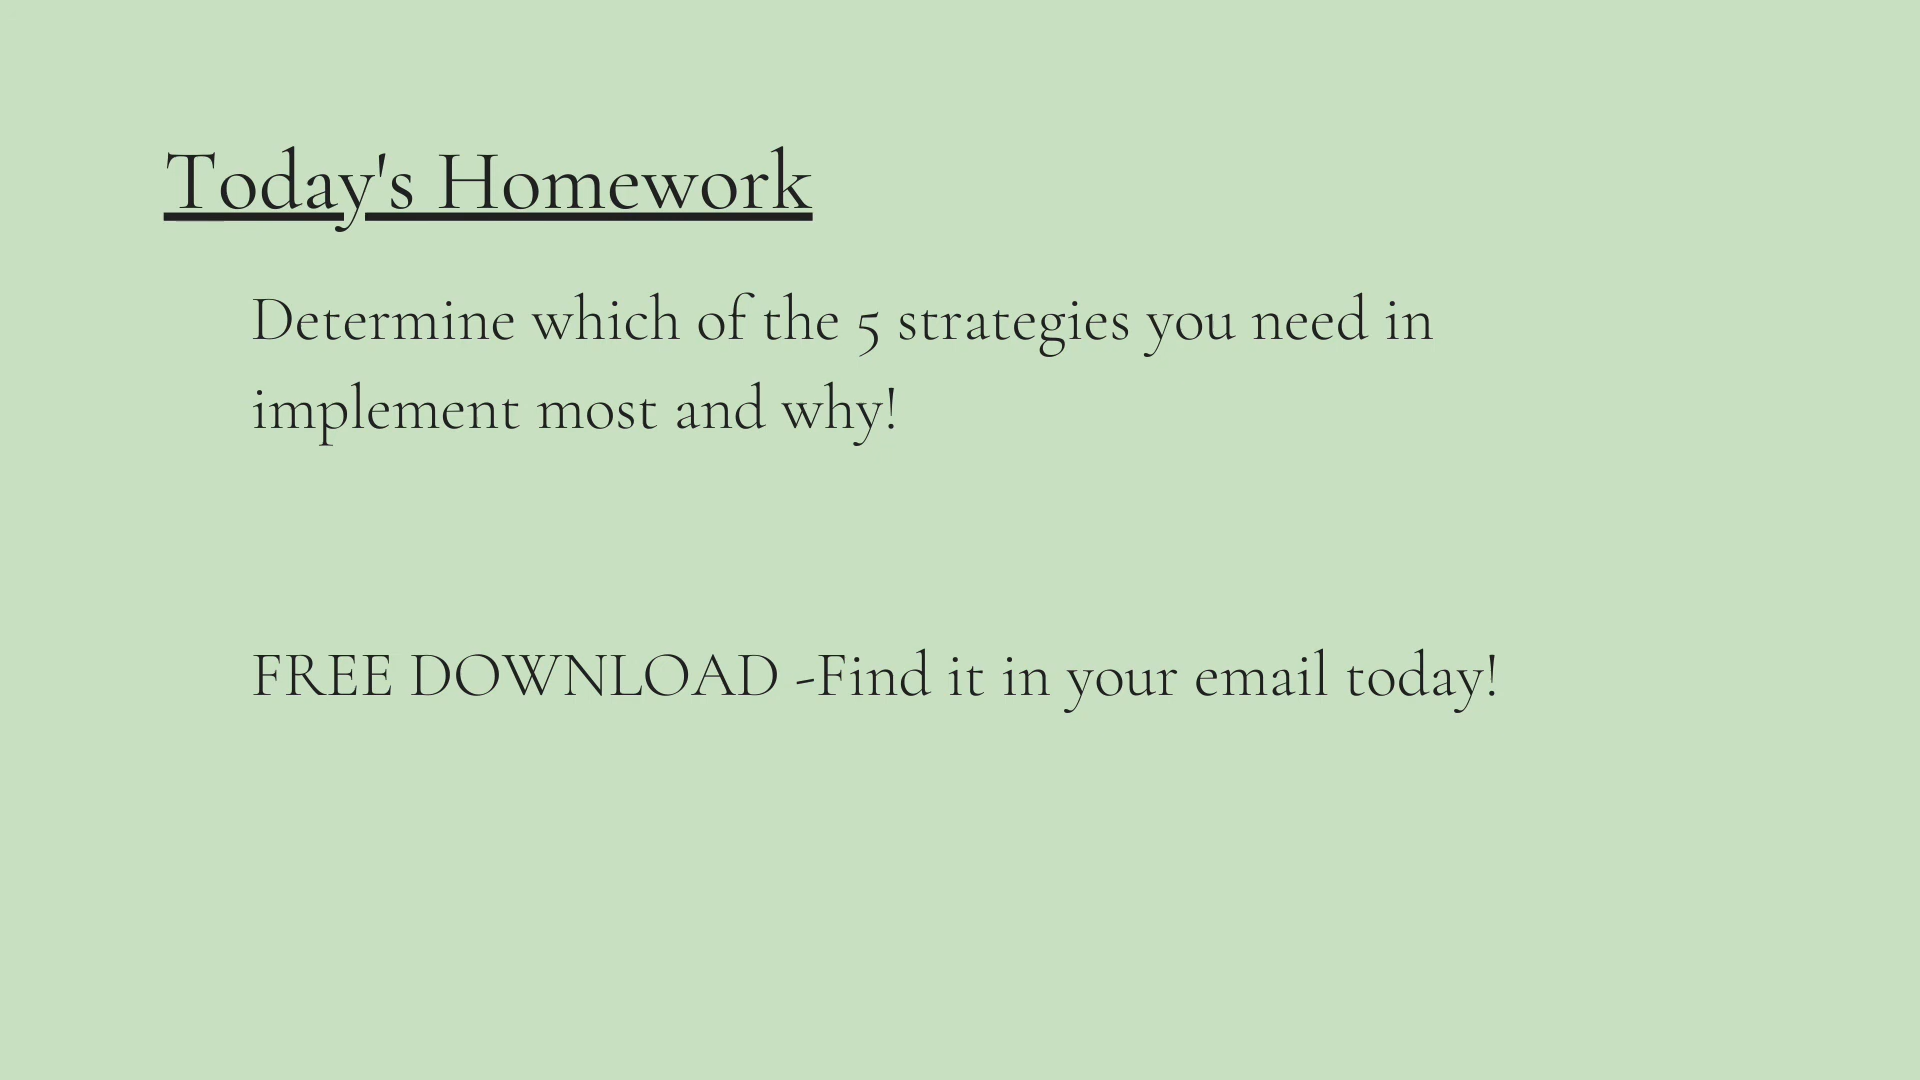 Today's Homework
Determine which of the 5 strategies you need in
implement most and why!
FREE DOWNLOAD -Find it in your email today!